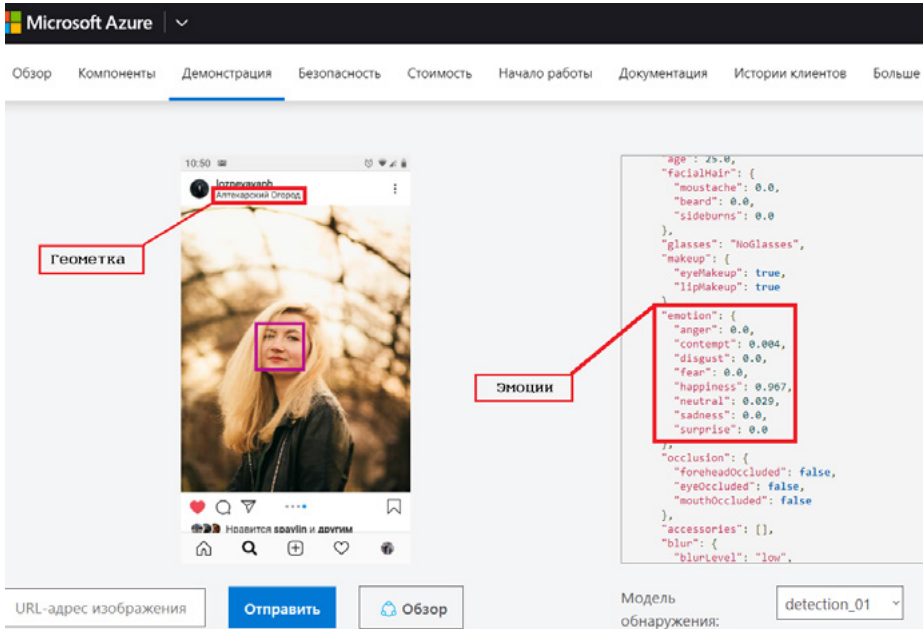 Microsoft Azure
Обзор Компоненты Демонстрация Безопасность Стоимость Начало работы Документация Истории клиентов Больше
10:50
Аптекарский Огород
Геометка
Нравится spavlin и другим
"age": 25.0,
"facialHair": {
"moustache": 0.0,
"beard": 0.0,
"sideburns": 0.0
},
"glasses": "NoGlasses",
"makeup": {
"eyeMakeup": true,
"lipMakeup": true
}
"emotion": {
"anger": 0.0,
"contempt": 0.004,
"disgust": 0.0,
"fear": 0.0,
"happiness": 0.967,
"neutral": 0.029,
"sadness": 0.0,
"surprise": 0.0
},
"occlusion": {
"foreheadOccluded": false,
"eyeOccluded": false,
"mouthOccluded": false
},
"accessories": [],
"blur": {
"blurLevel": "low",
Эмоции
URL-адрес изображения
Отправить
Обзор
Модель
обнаружения:
detection_01